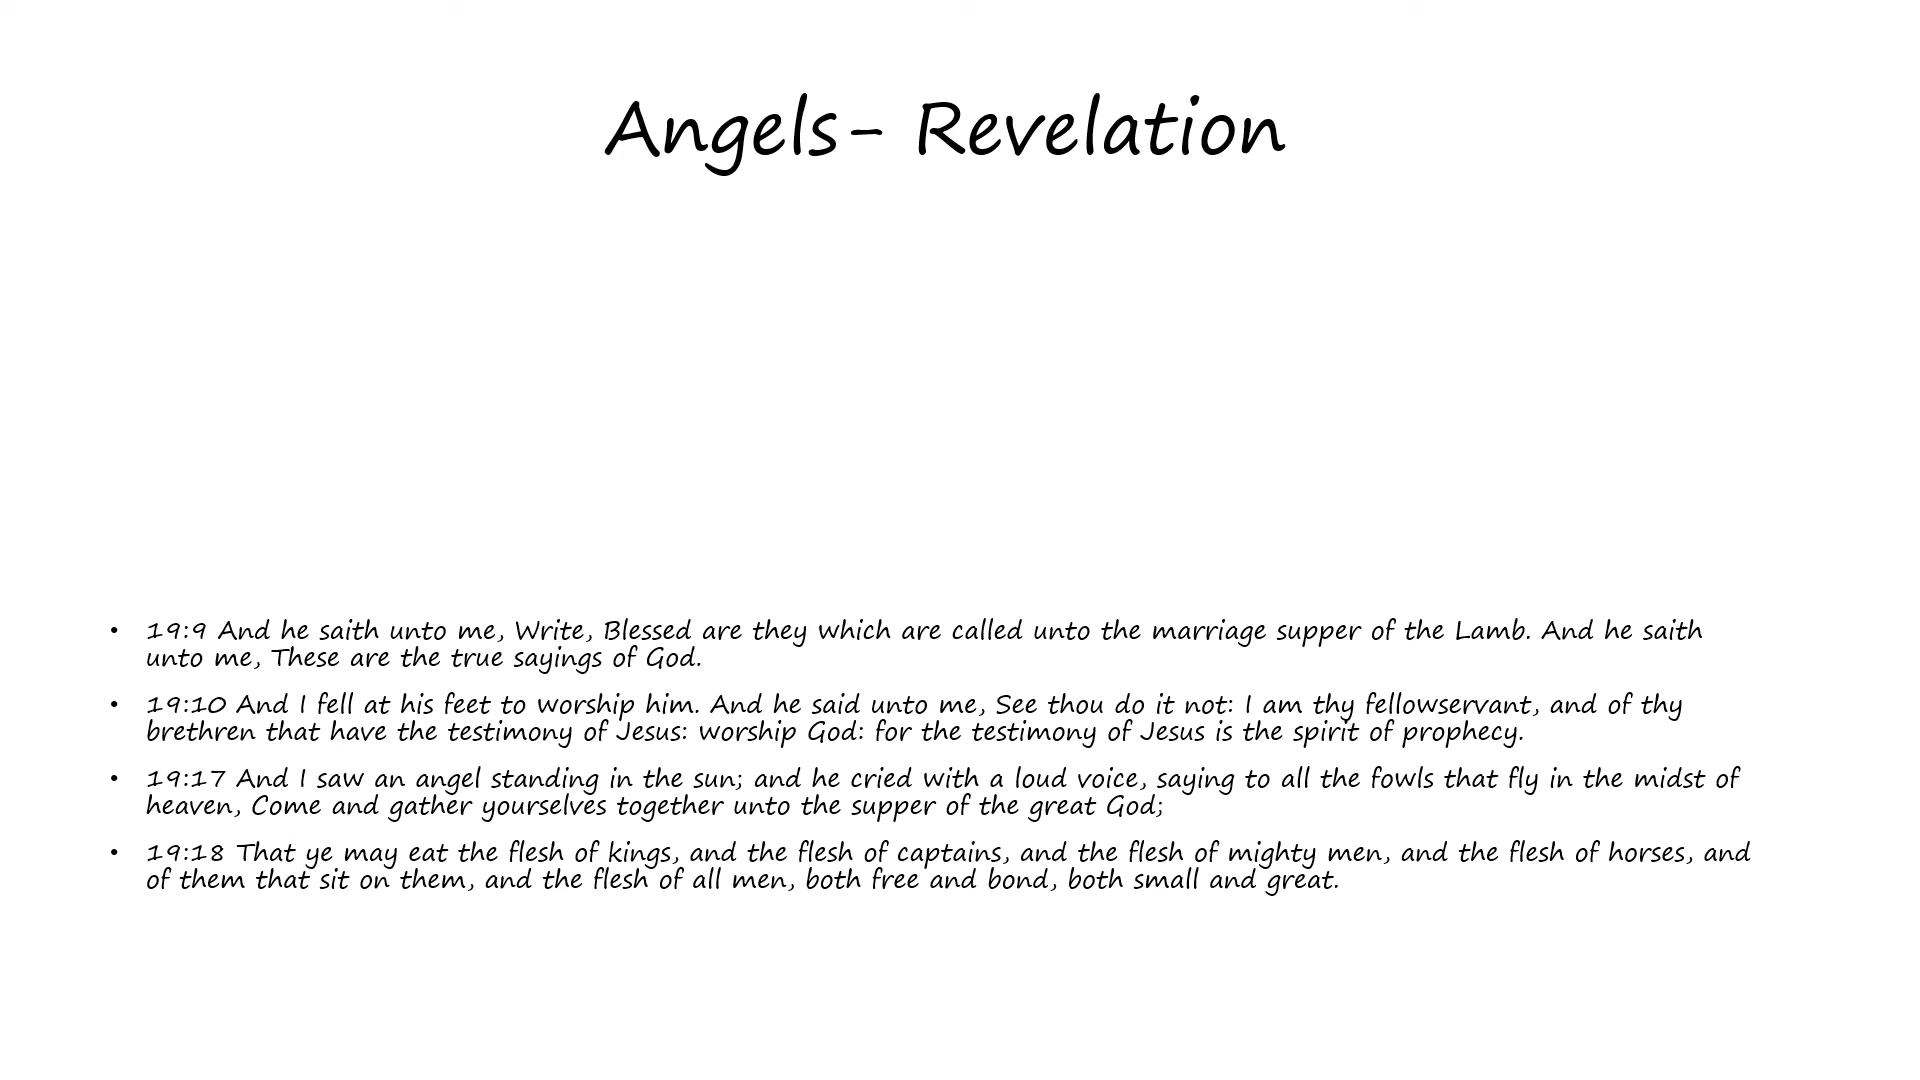 Angels- Revelation
• 19:9 And he saith unto me, Write, Blessed are they which are called unto the marriage supper of the Lamb. And he saith
unto me, These are the true sayings of God.
• 19:10 And I fell at his feet to worship him. And he said unto me, See thou do it not: I am thy fellowservant, and of thy
brethren that have the testimony of Jesus: worship God: for the testimony of Jesus is the spirit of prophecy.
• 19:17 And I saw an angel standing in the sun; and he cried with a loud voice, saying to all the fowls that fly in the midst of
heaven, Come and gather yourselves together unto the supper of the great God;
• 19:18 That ye may eat the flesh of kings, and the flesh of captains, and the flesh of mighty men, and the flesh of horses, and
of them that sit on them, and the flesh of all men, both free and bond, both small and great.